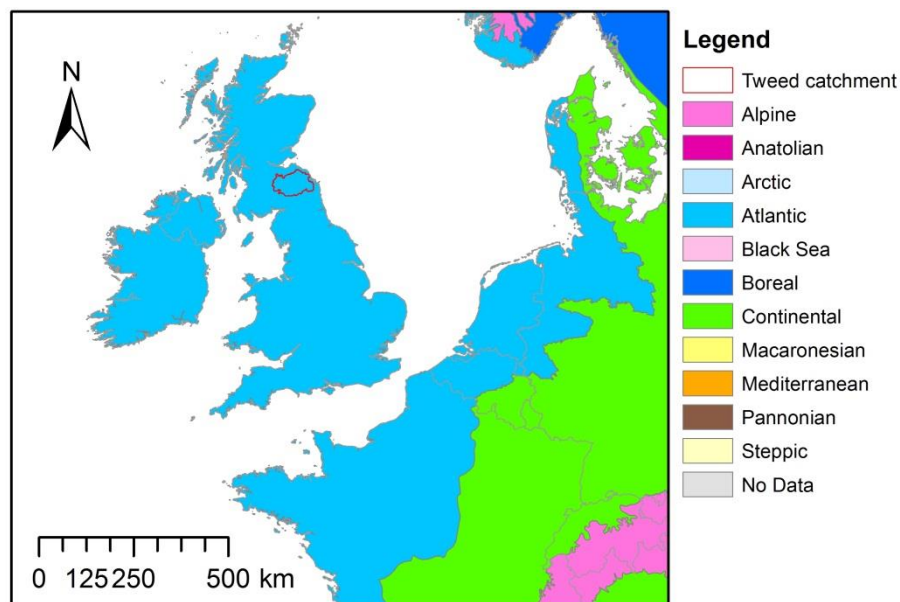 N
0 125 250 500 km
Legend
Tweed catchment
Alpine
Anatolian
Arctic
Atlantic
Black Sea
Boreal
Continental
Macaronesian
Mediterranean
Pannonian
Steppic
No Data